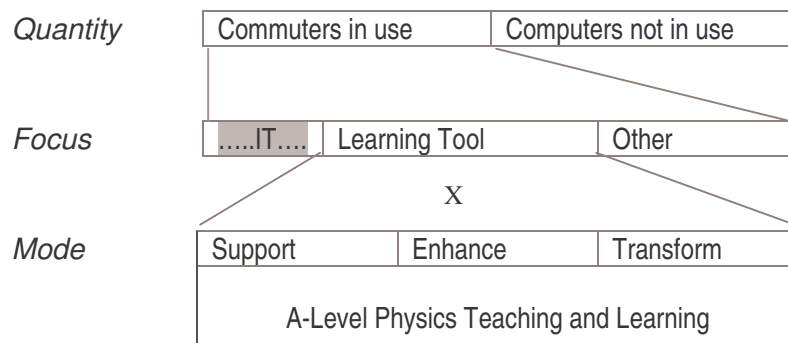 Quantity Commuters in use Computers not in use
Focus …..IT…. Learning Tool Other
X
Mode Support Enhance Transform
A-Level Physics Teaching and Learning